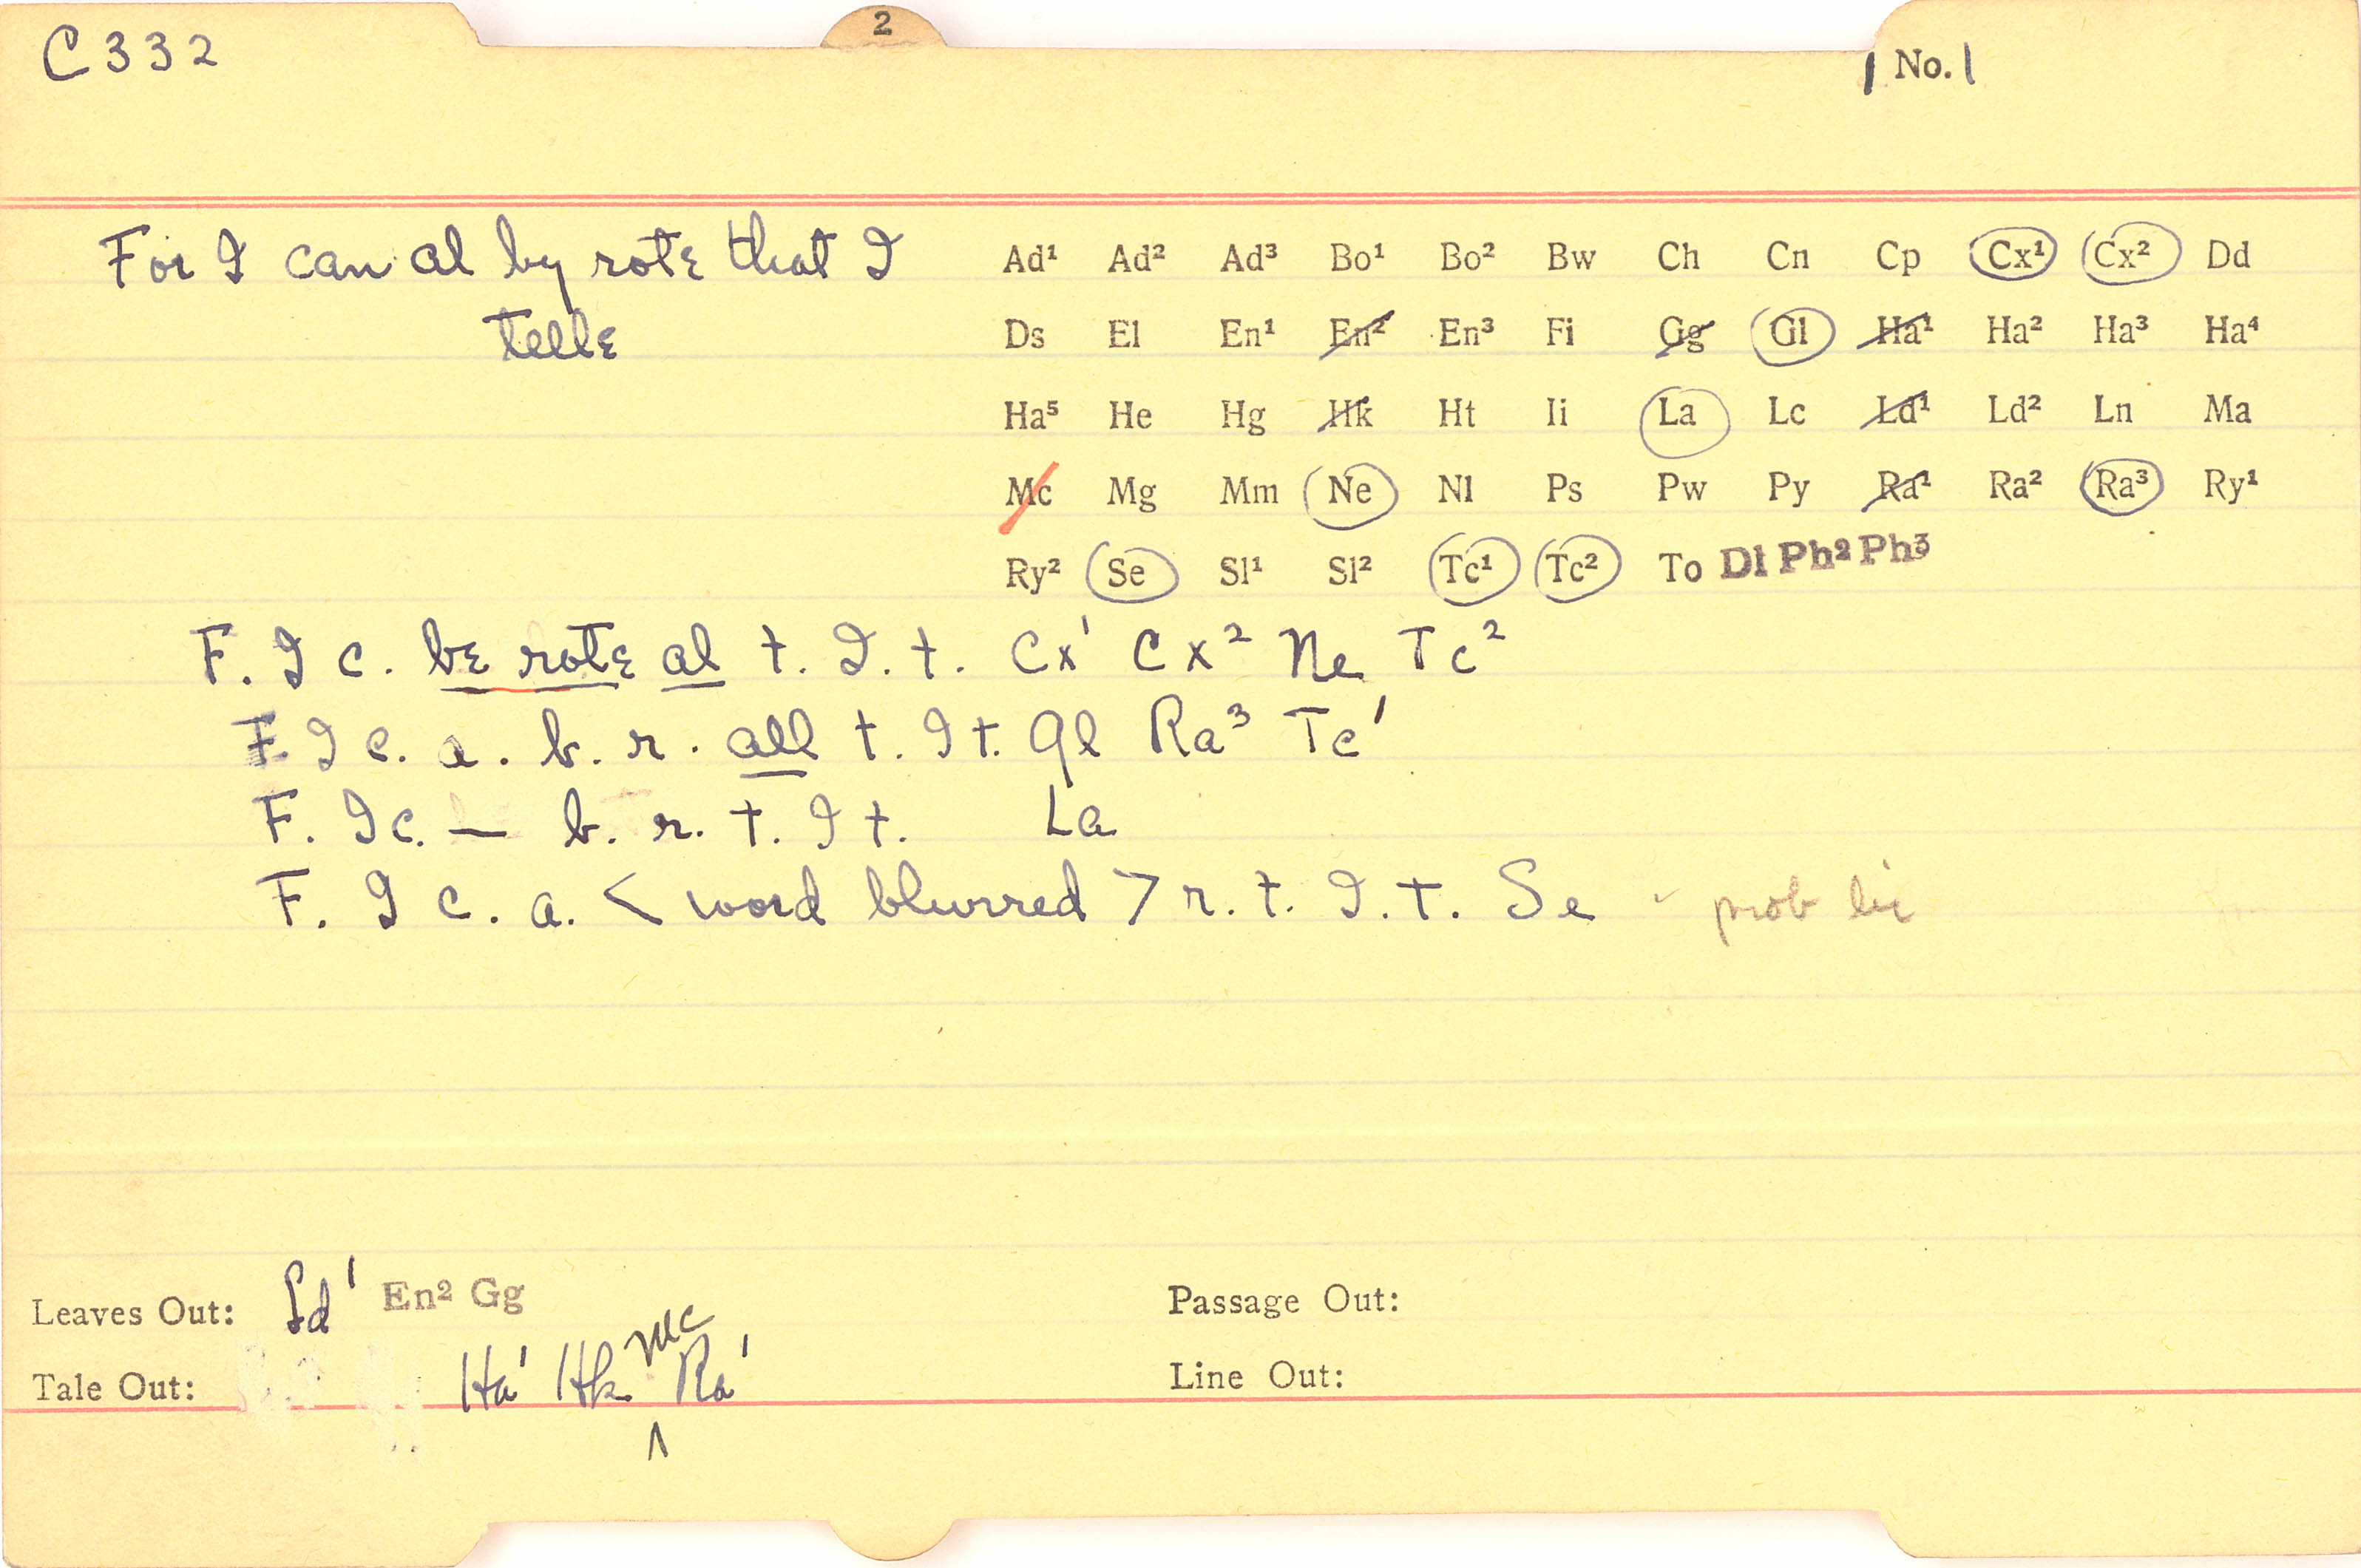 2
C332
1 No. 1
For I can al by rote that I
telle
Ad¹ Ad² Ad³ Bo¹ Bo² Bw Ch Cn Cp Cx¹ Cx² Dd
Ds El En¹ En² En³ Fi Gg Gl Ha¹ Ha² Ha³ Ha⁴
Ha⁵ He Hg Hk Ht Ii La Lc Ld¹ Ld² Ln Ma
Mc Mg Mm Ne Nl Ps Pw Py Ra¹ Ra² Ra³ Ry¹
Ry² Se Sl¹ Sl² Tc¹ Tc² To Dl Ph² Ph³
F. I c. be rote al t. I. t. Cx¹ Cx² Ne Tc²
F I c. a. b. r. all t. I t. Gl Ra³ Tc¹
F. I c. — b. r. t. I t. La
F. I c. a. < word blurred > r. t. I. t. Se - prob
Leaves Out: Ld¹ En² Gg
Passage Out:
Tale Out: Ha¹ Hk Mc Ra¹
Line Out: